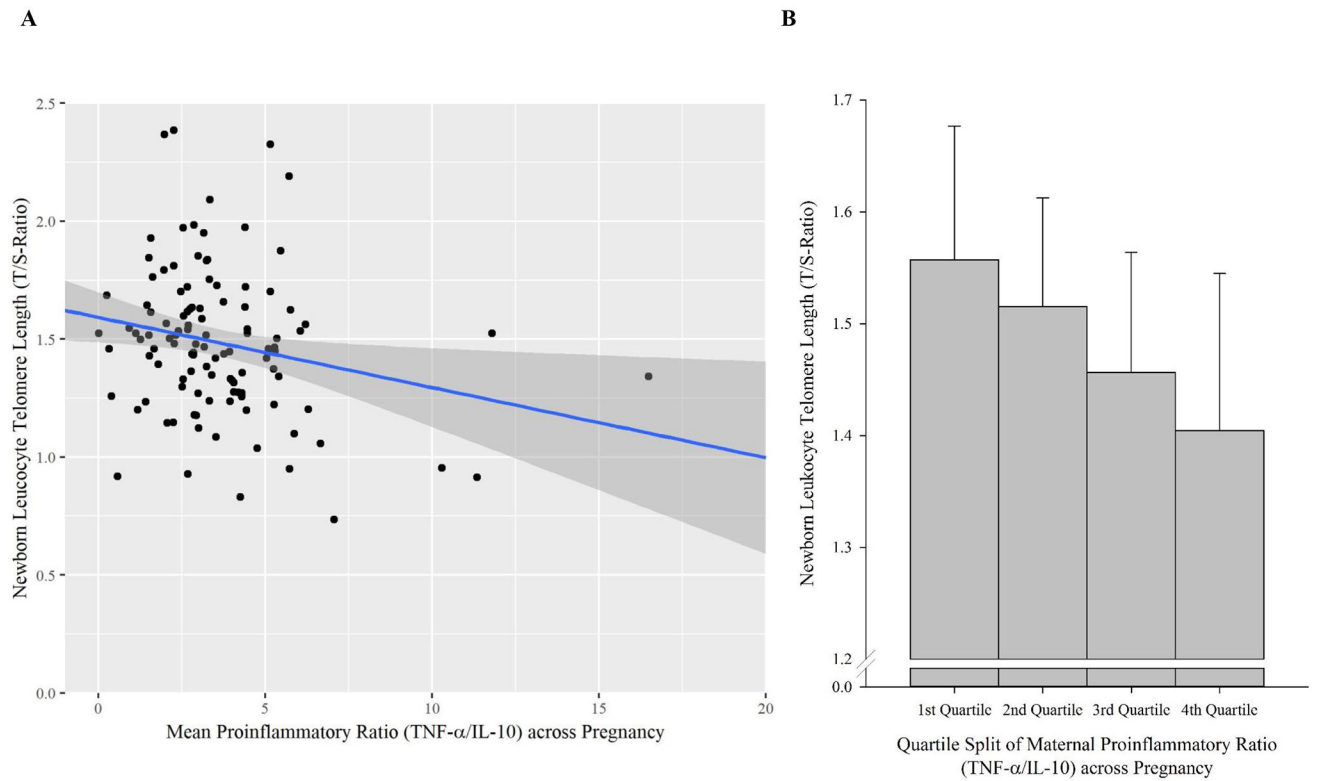 A
B
Newborn Leucocyte Telomere Length (T/S-Ratio)
2.5
2.0
1.5
1.0
0.5
0.0
0 5 10 15 20
Mean Proinflammatory Ratio (TNF-α/IL-10) across Pregnancy
Newborn Leukocyte Telomere Length (T/S-Ratio)
1.7
1.6
1.5
1.4
1.3
1.2
0.0
1st Quartile 2nd Quartile 3rd Quartile 4th Quartile
Quartile Split of Maternal Proinflammatory Ratio
(TNF-α/IL-10) across Pregnancy